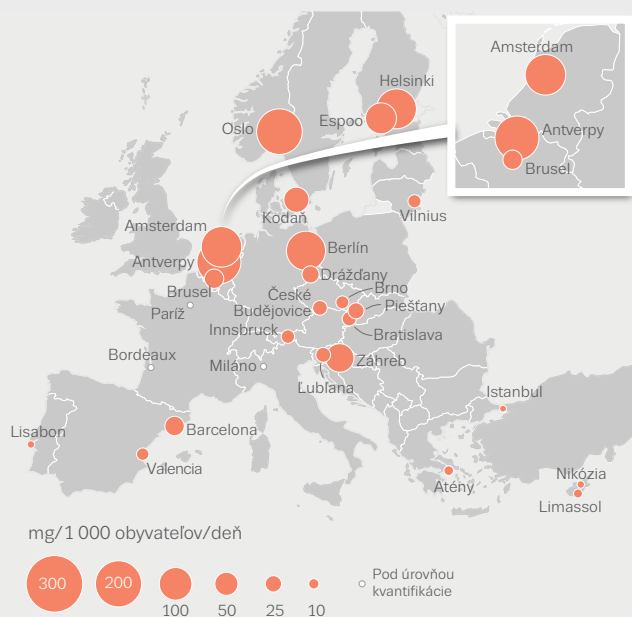 Amsterdam
Antverpy
Brusel
Helsinki
Espoo
Oslo
Kodaň
Vilnius
Amsterdam
Berlín
Antverpy
Drážďany
Brusel
České
Budějovice
Brno
Piešťany
Paríž
Innsbruck
Bratislava
Bordeaux
Miláno
Záhreb
Ľubľana
Istanbul
Lisabon
Barcelona
Valencia
Atény
Nikózia
Limassol
mg/1 000 obyvateľov/deň
300
200
100
50
25
10
Pod úrovňou
kvantifikácie